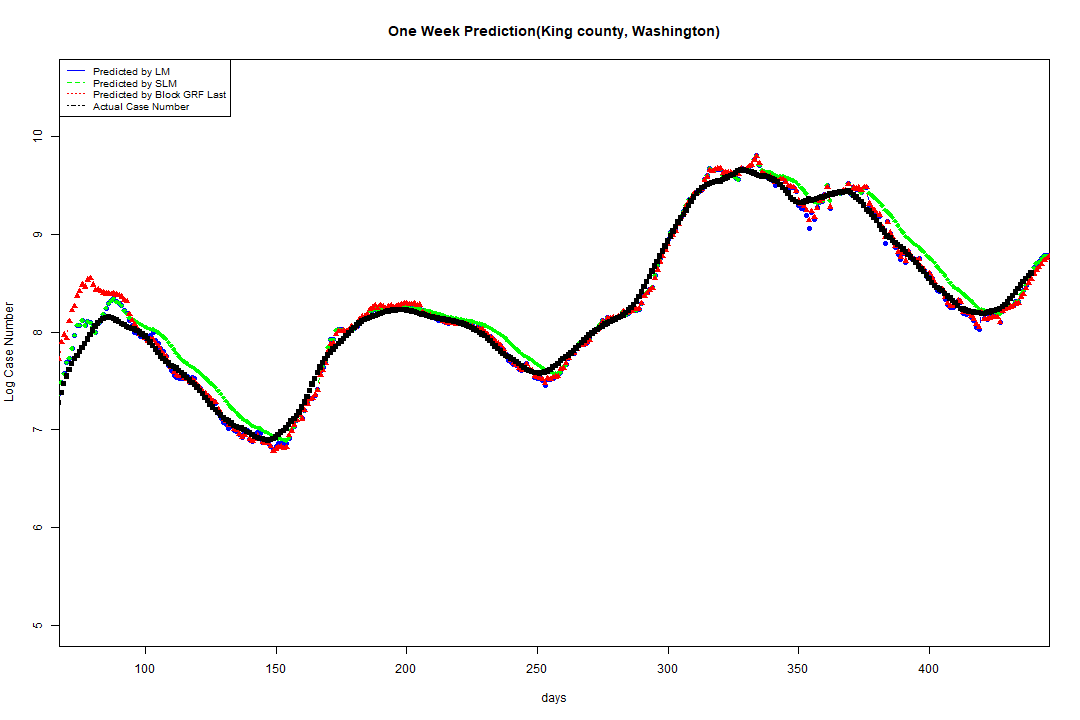 One Week Prediction(King county, Washington)
Predicted by LM
Predicted by SLM
Predicted by Block GRF Last
Actual Case Number
Log Case Number
10
9
8
7
6
5
100 150 200 250 300 350 400
days